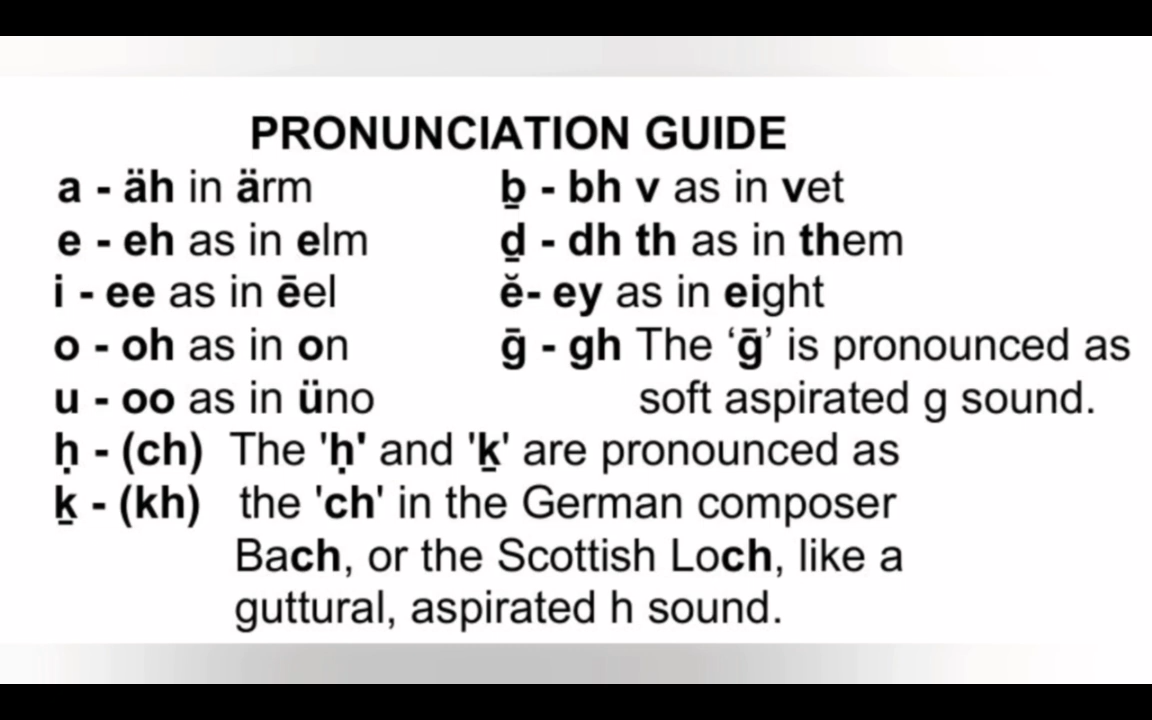 PRONUNCIATION GUIDE
a - äh in ärm
e - eh as in elm
i - ee as in ēel
o - oh as in on
u - oo as in üno
ḇ - bh v as in vet
ḏ - dh th as in them
ĕ- ey as in eight
ḡ - gh The ‘ḡ’ is pronounced as
soft aspirated g sound.
ḥ - (ch) The 'ḥ' and 'ḵ' are pronounced as
ḵ - (kh) the 'ch' in the German composer
Bach, or the Scottish Loch, like a
guttural, aspirated h sound.